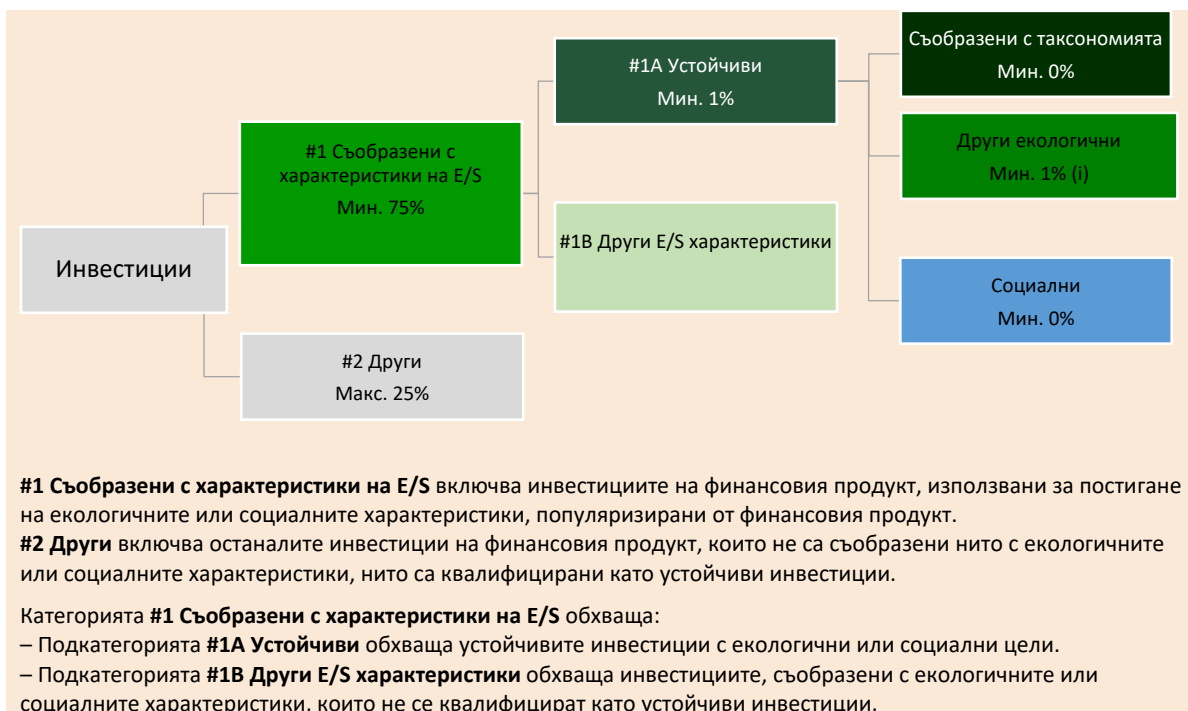 Съобразени с таксономията
Мин. 0%
#1A Устойчиви
Мин. 1%
Други екологични
Мин. 1% (i)
#1 Съобразени с
характеристики на E/S
Мин. 75%
#1B Други E/S характеристики
Инвестиции
Социални
Мин. 0%
#2 Други
Макс. 25%
#1 Съобразени с характеристики на E/S включва инвестициите на финансовия продукт, използвани за постигане
на екологичните или социалните характеристики, популяризирани от финансовия продукт.
#2 Други включва останалите инвестиции на финансовия продукт, които не са съобразени нито с екологичните
или социалните характеристики, нито са квалифицирани като устойчиви инвестиции.
Категорията #1 Съобразени с характеристики на E/S обхваща:
– Подкатегорията #1A Устойчиви обхваща устойчивите инвестиции с екологични или социални цели.
– Подкатегорията #1B Други E/S характеристики обхваща инвестициите, съобразени с екологичните или
социалните характеристики, които не се квалифицират като устойчиви инвестиции.